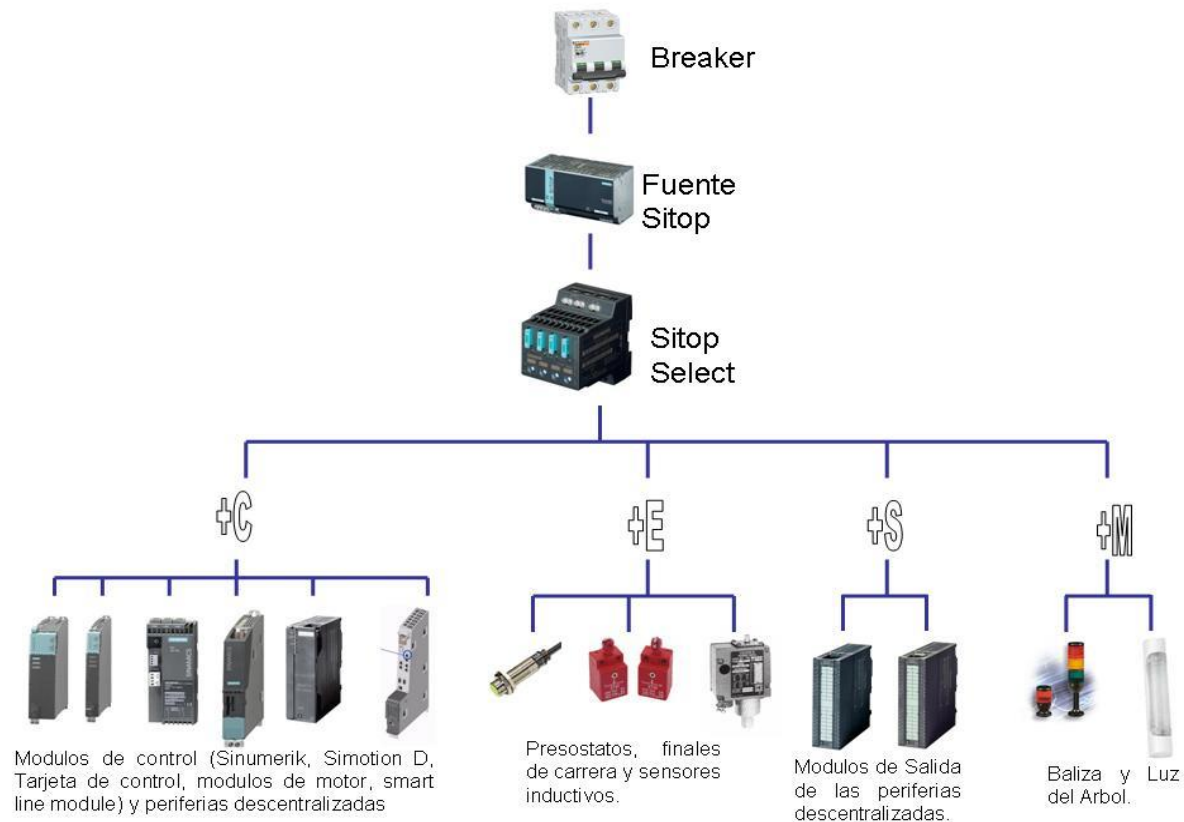 Breaker
Fuente
Sitop
Sitop
Select
+C
+E
+S
+M
Modulos de control (Sinumerik, Simotion D,
Tarjeta de control, modulos de motor, smart
line module) y periferias descentralizadas
Presostatos, finales
de carrera y sensores
inductivos.
Modulos de Salida
de las periferias
descentralizadas.
Baliza y Luz
del Arbol.